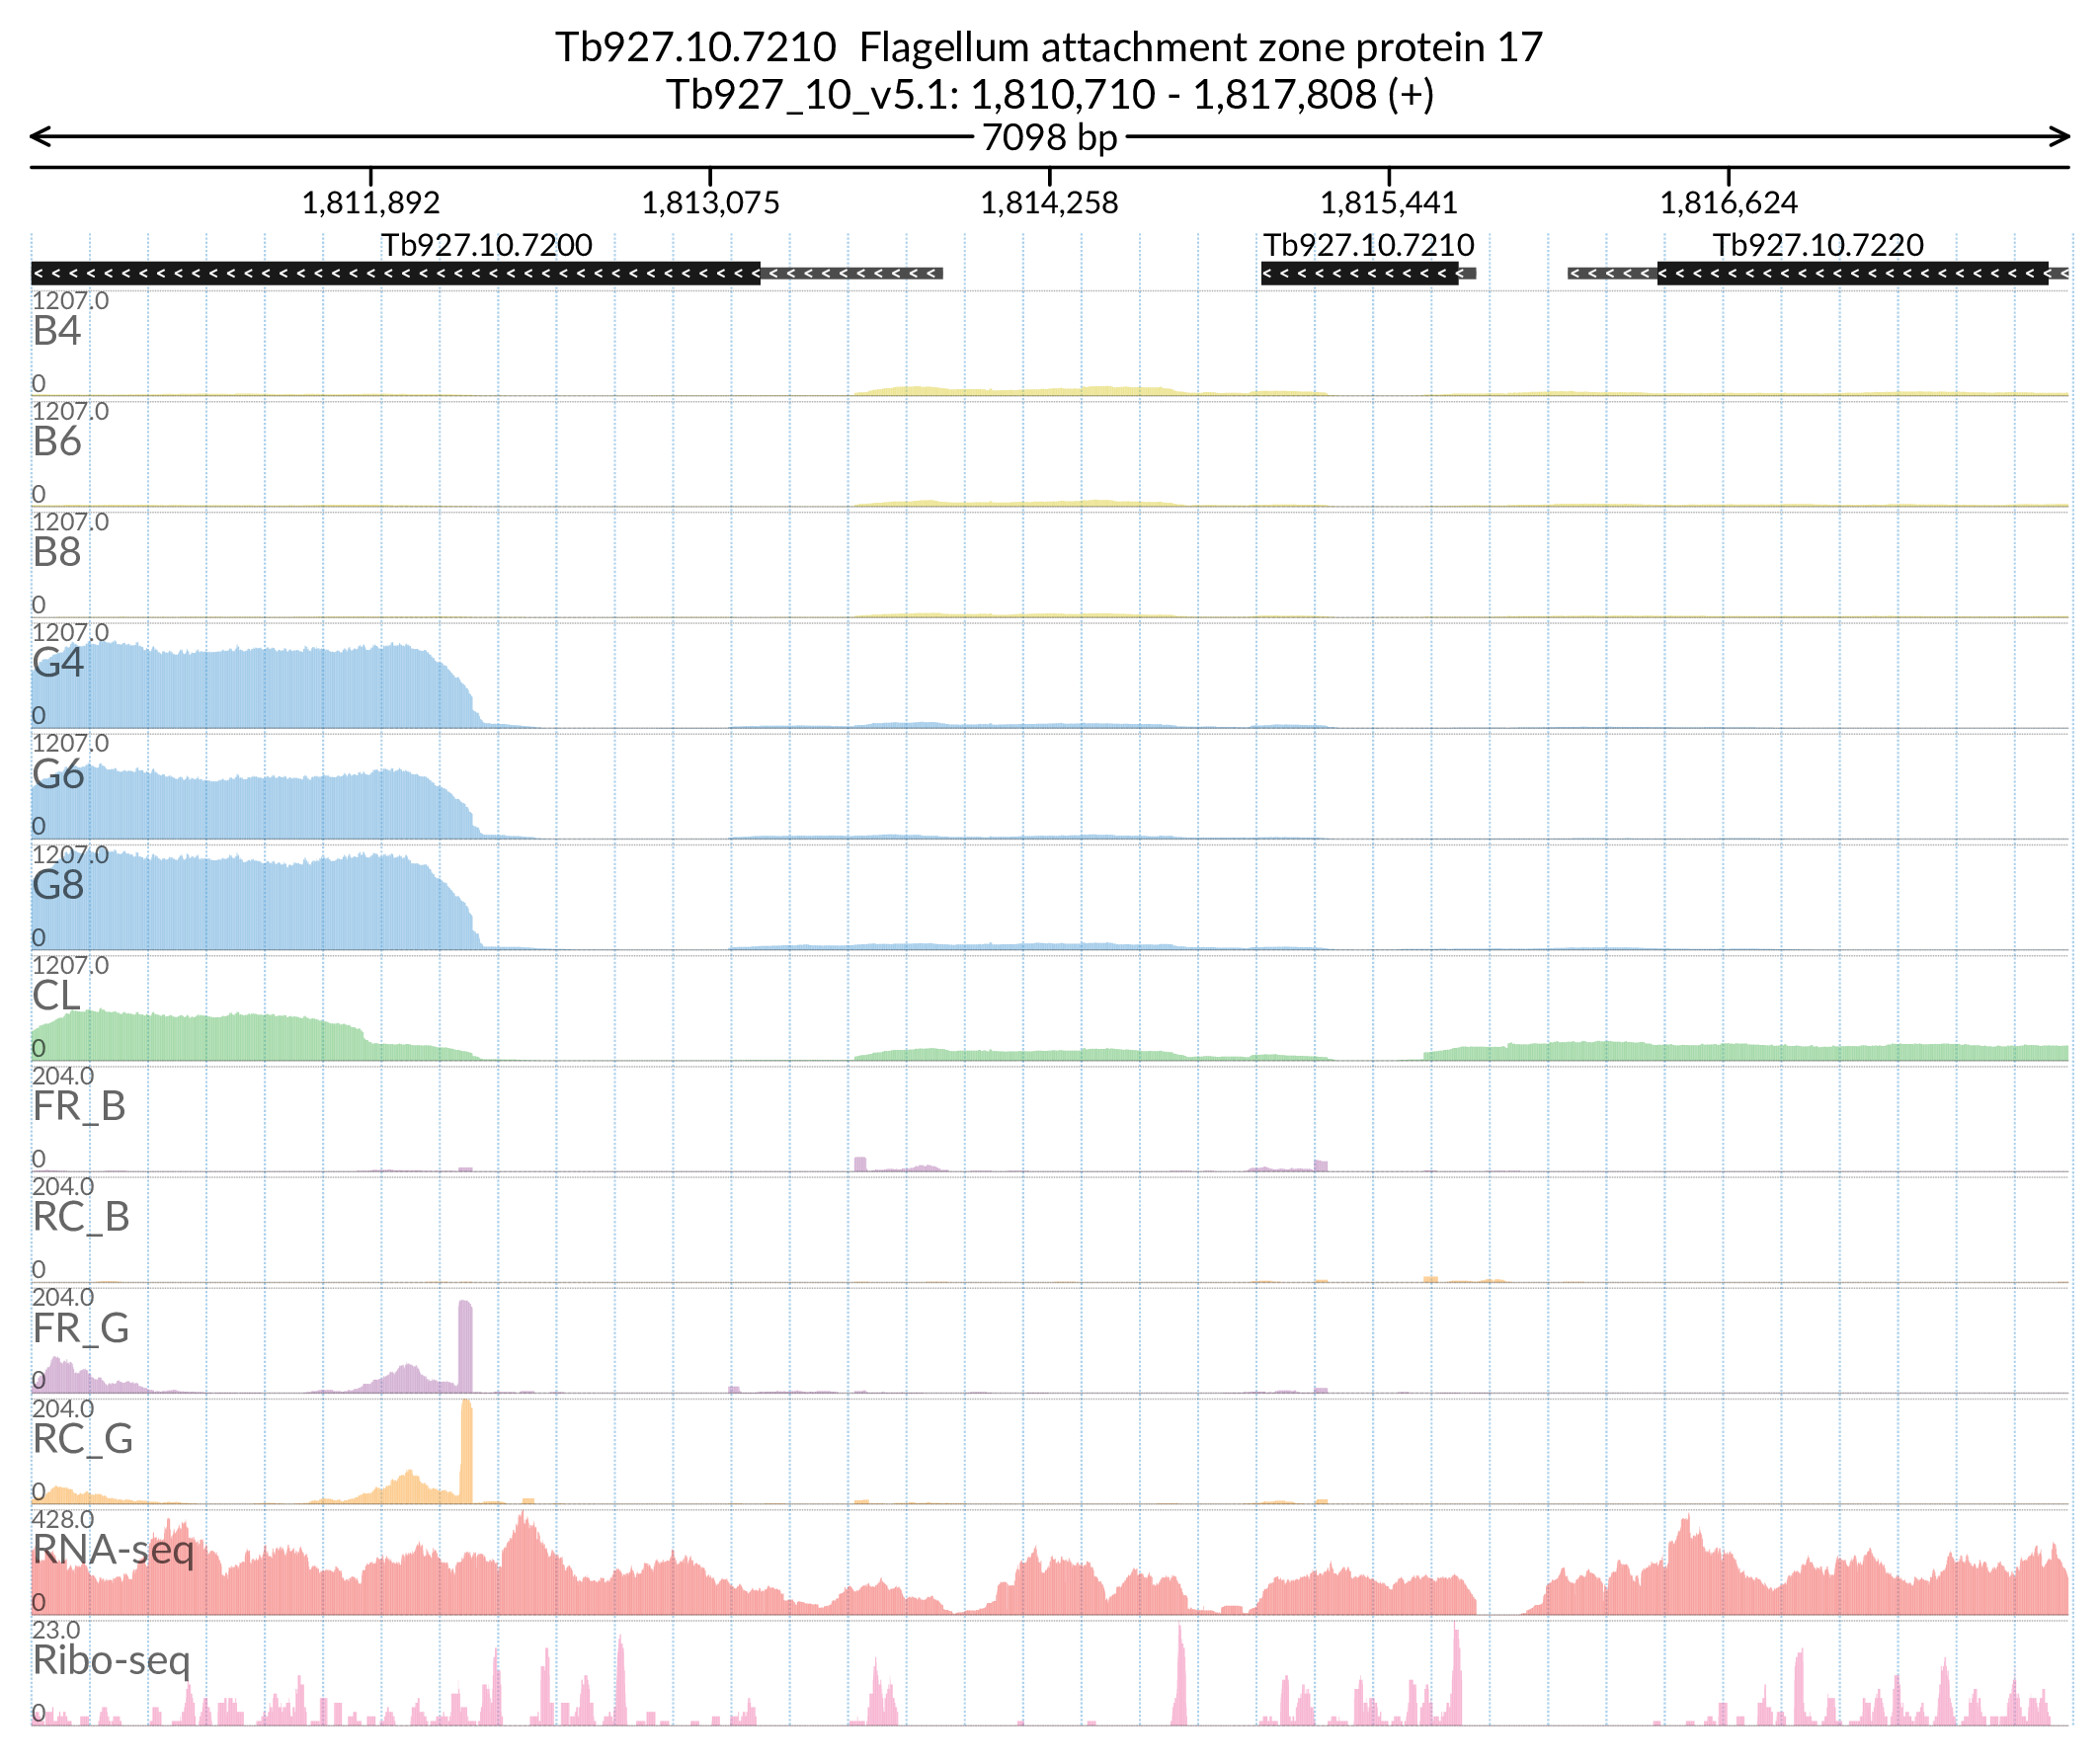 Tb927.10.7210 Flagellum attachment zone protein 17
Tb927_10_v5.1: 1,810,710 - 1,817,808 (+)
7098 bp
1,811,892 1,813,075 1,814,258 1,815,441 1,816,624
Tb927.10.7200 Tb927.10.7210 Tb927.10.7220
1207.0
B4
0
1207.0
B6
0
1207.0
B8
0
1207.0
G4
0
1207.0
G6
0
1207.0
G8
0
1207.0
CL
0
204.0
FR_B
0
204.0
RC_B
0
204.0
FR_G
0
204.0
RC_G
0
428.0
RNA-seq
0
23.0
Ribo-seq
0